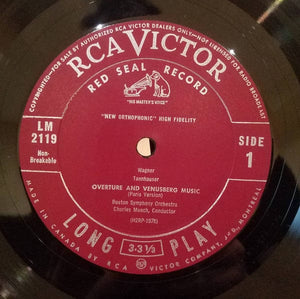 COPYRIGHTED—FOR SALE BY AUTHORIZED RCA VICTOR DEALERS ONLY—NOT LICENSED FOR RADIO BROADCAST
RCA VICTOR
RED SEAL RECORD
"HIS MASTER'S VOICE"
"NEW ORTHOPHONIC" HIGH FIDELITY
LM
2119
Non-
Breakable
SIDE
1
Wagner
Tannhauser
OVERTURE AND VENUSBERG MUSIC
(Paris Version)
Boston Symphony Orchestra
Charles Munch, Conductor
LONG 33⅓ PLAY
MADE IN CANADA BY RCA VICTOR COMPANY, LTD., MONTREAL